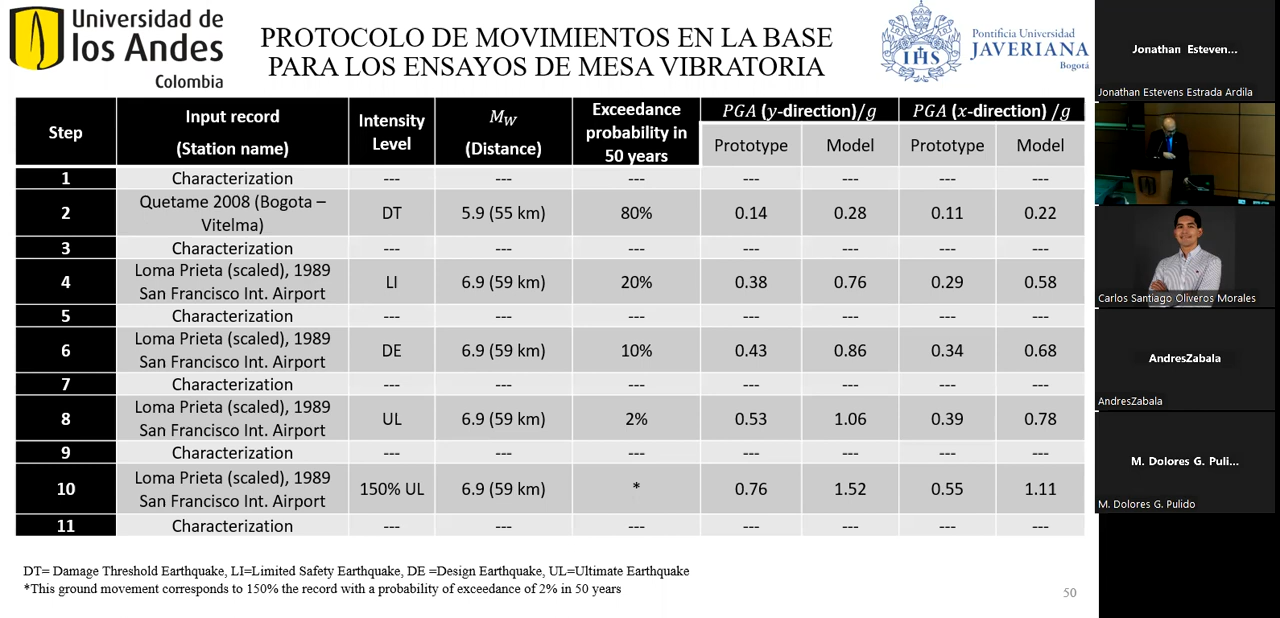 Universidad de
los Andes
Colombia
PROTOCOLO DE MOVIMIENTOS EN LA BASE
PARA LOS ENSAYOS DE MESA VIBRATORIA
Pontificia Universidad
JAVERIANA
Bogotá
IHS
Step
Input record
(Station name)
Intensity
Level
M_W
(Distance)
Exceedance
probability in
50 years
PGA (y-direction)/g
PGA (x-direction) /g
Prototype Model Prototype Model
1 Characterization --- --- --- --- --- --- ---
2 Quetame 2008 (Bogota –
Vitelma) DT 5.9 (55 km) 80% 0.14 0.28 0.11 0.22
3 Characterization --- --- --- --- --- --- ---
4 Loma Prieta (scaled), 1989
San Francisco Int. Airport LI 6.9 (59 km) 20% 0.38 0.76 0.29 0.58
5 Characterization --- --- --- --- --- --- ---
6 Loma Prieta (scaled), 1989
San Francisco Int. Airport DE 6.9 (59 km) 10% 0.43 0.86 0.34 0.68
7 Characterization --- --- --- --- --- --- ---
8 Loma Prieta (scaled), 1989
San Francisco Int. Airport UL 6.9 (59 km) 2% 0.53 1.06 0.39 0.78
9 Characterization --- --- --- --- --- --- ---
10 Loma Prieta (scaled), 1989
San Francisco Int. Airport 150% UL 6.9 (59 km) * 0.76 1.52 0.55 1.11
11 Characterization --- --- --- --- --- --- ---
DT= Damage Threshold Earthquake, LI=Limited Safety Earthquake, DE =Design Earthquake, UL=Ultimate Earthquake
*This ground movement corresponds to 150% the record with a probability of exceedance of 2% in 50 years
50
Jonathan Esteven...
Jonathan Estevens Estrada Ardila
Carlos Santiago Oliveros Morales
AndresZabala
AndresZabala
M. Dolores G. Puli...
M. Dolores G. Pulido